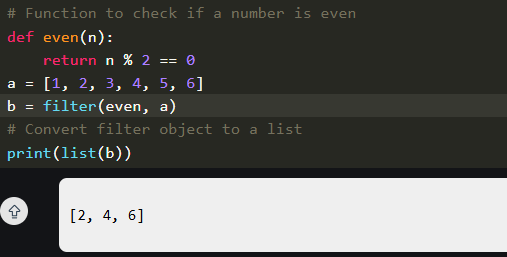 # Function to check if a number is even
def even(n):
    return n % 2 == 0
a = [1, 2, 3, 4, 5, 6]
b = filter(even, a)
# Convert filter object to a list
print(list(b))
[2, 4, 6]